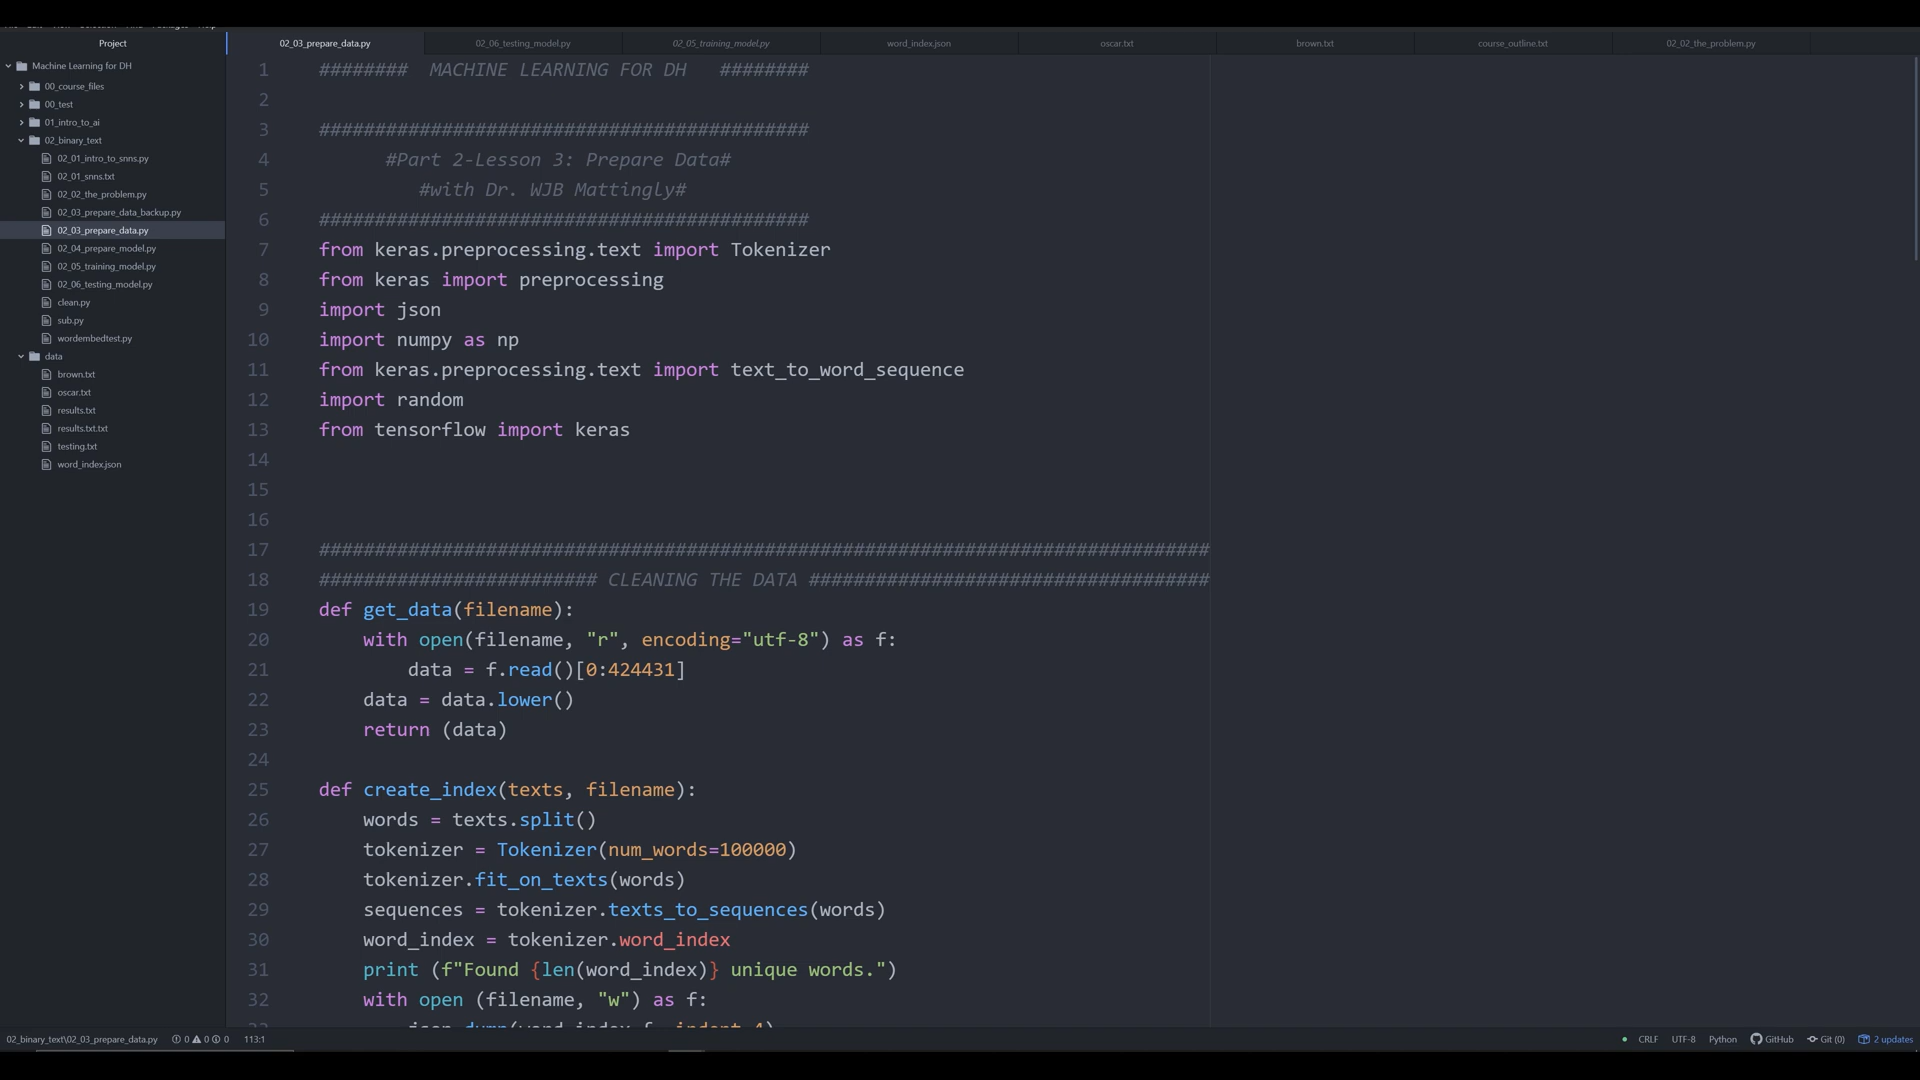 Project
Machine Learning for DH
00_course_files
00_test
01_intro_to_ai
02_binary_text
02_01_intro_to_snns.py
02_01_snns.txt
02_02_the_problem.py
02_03_prepare_data_backup.py
02_03_prepare_data.py
02_04_prepare_model.py
02_05_training_model.py
02_06_testing_model.py
clean.py
sub.py
wordembedtest.py
data
brown.txt
oscar.txt
results.txt
results.txt.txt
testing.txt
word_index.json
02_03_prepare_data.py 02_06_testing_model.py 02_05_training_model.py word_index.json oscar.txt brown.txt course_outline.txt 02_02_the_problem.py
1 ######## MACHINE LEARNING FOR DH ########
2
3 ############################################
4 #Part 2-Lesson 3: Prepare Data#
5 #with Dr. WJB Mattingly#
6 ############################################
7 from keras.preprocessing.text import Tokenizer
8 from keras import preprocessing
9 import json
10 import numpy as np
11 from keras.preprocessing.text import text_to_word_sequence
12 import random
13 from tensorflow import keras
14
15
16
17 ################################################################################
18 ######################### CLEANING THE DATA ####################################
19 def get_data(filename):
20 with open(filename, "r", encoding="utf-8") as f:
21 data = f.read()[0:424431]
22 data = data.lower()
23 return (data)
24
25 def create_index(texts, filename):
26 words = texts.split()
27 tokenizer = Tokenizer(num_words=100000)
28 tokenizer.fit_on_texts(words)
29 sequences = tokenizer.texts_to_sequences(words)
30 word_index = tokenizer.word_index
31 print (f"Found {len(word_index)} unique words.")
32 with open (filename, "w") as f:
02_binary_text\02_03_prepare_data.py 0 0 0 113:1 CRLF UTF-8 Python GitHub Git (0) 2 updates